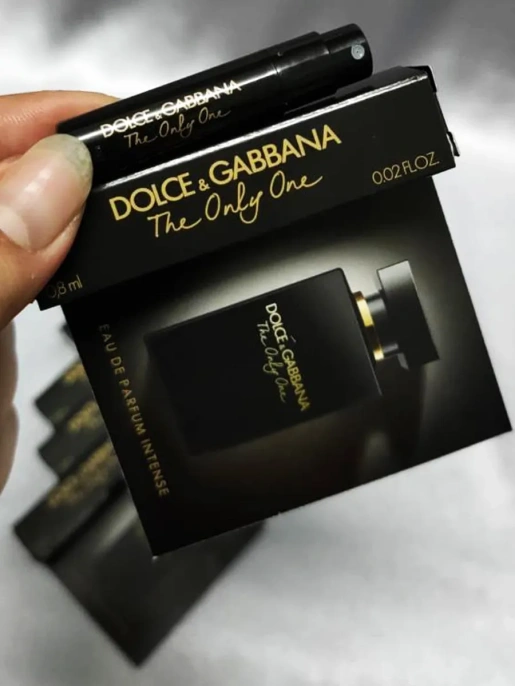 DOLCE & GABBANA
The Only One
DOLCE & GABBANA
The Only One
0.02 FL.OZ
0,8 ml
DOLCE & GABBANA
The Only One
EAU DE PARFUM INTENSE